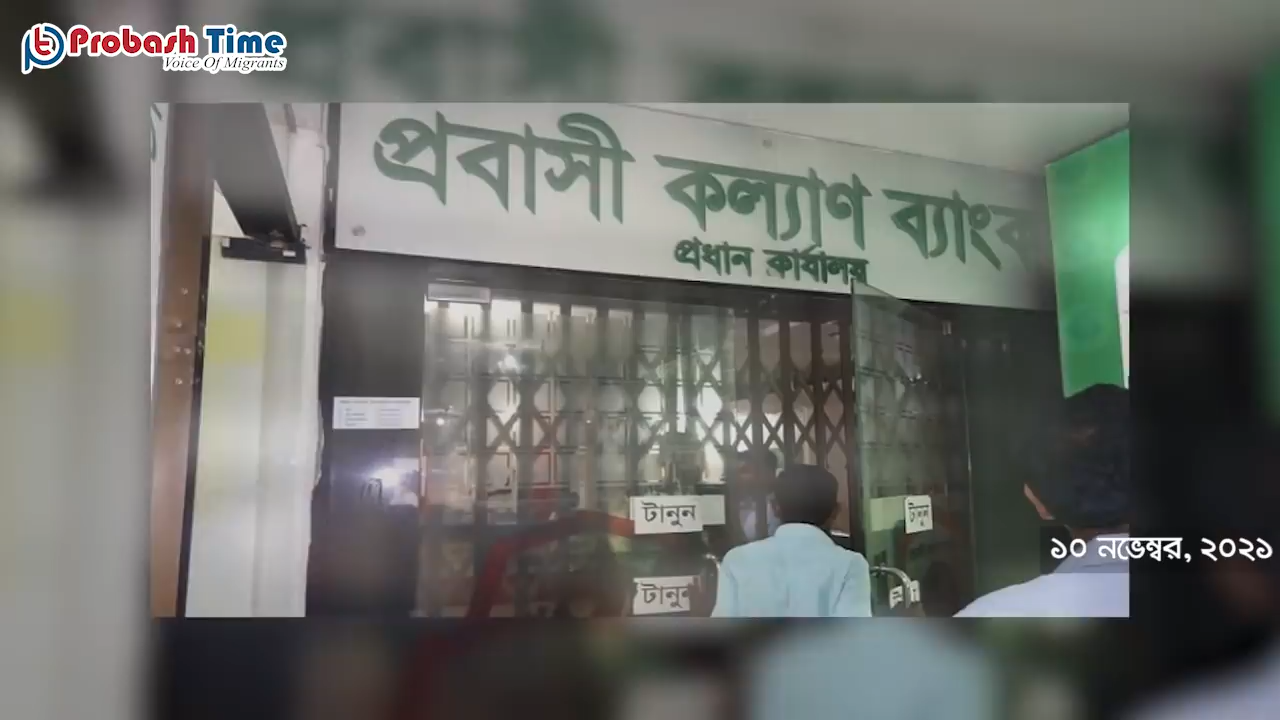 Probash Time
Voice Of Migrants
প্রবাসী কল্যাণ ব্যাংক
প্রধান কার্যালয়
টানুন
টানুন
টানুন
১০ নভেম্বর, ২০২১